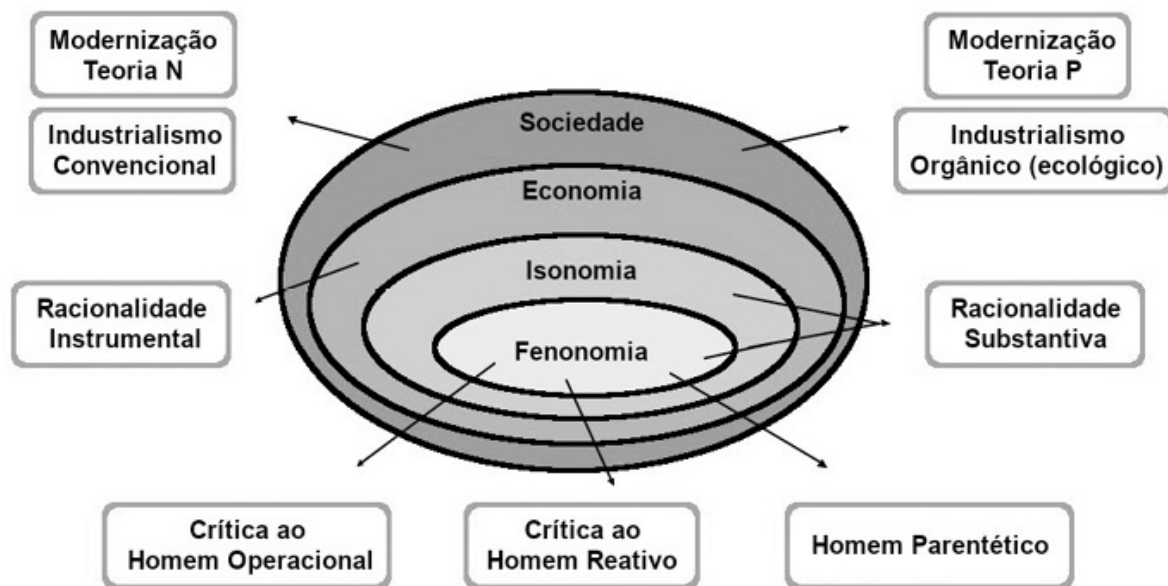 Modernização
Teoria N
Modernização
Teoria P
Sociedade
Industrialismo
Convencional
Industrialismo
Orgânico (ecológico)
Economia
Isonomia
Racionalidade
Instrumental
Racionalidade
Substantiva
Fenonomia
Crítica ao
Homem Operacional
Crítica ao
Homem Reativo
Homem Parentético